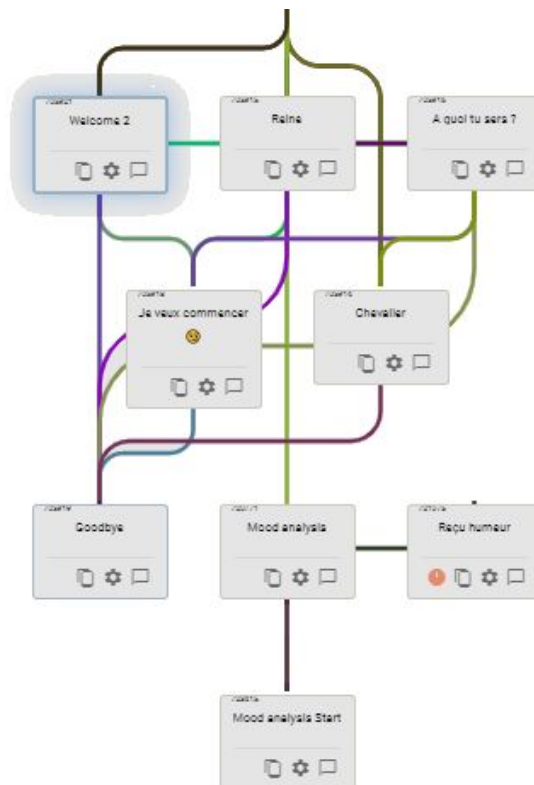 Welcome 2
Reine
A quoi tu sers ?
Je veux commencer
Chevalier
Goodbye
Mood analysis
Reçu humeur
Mood analysis Start